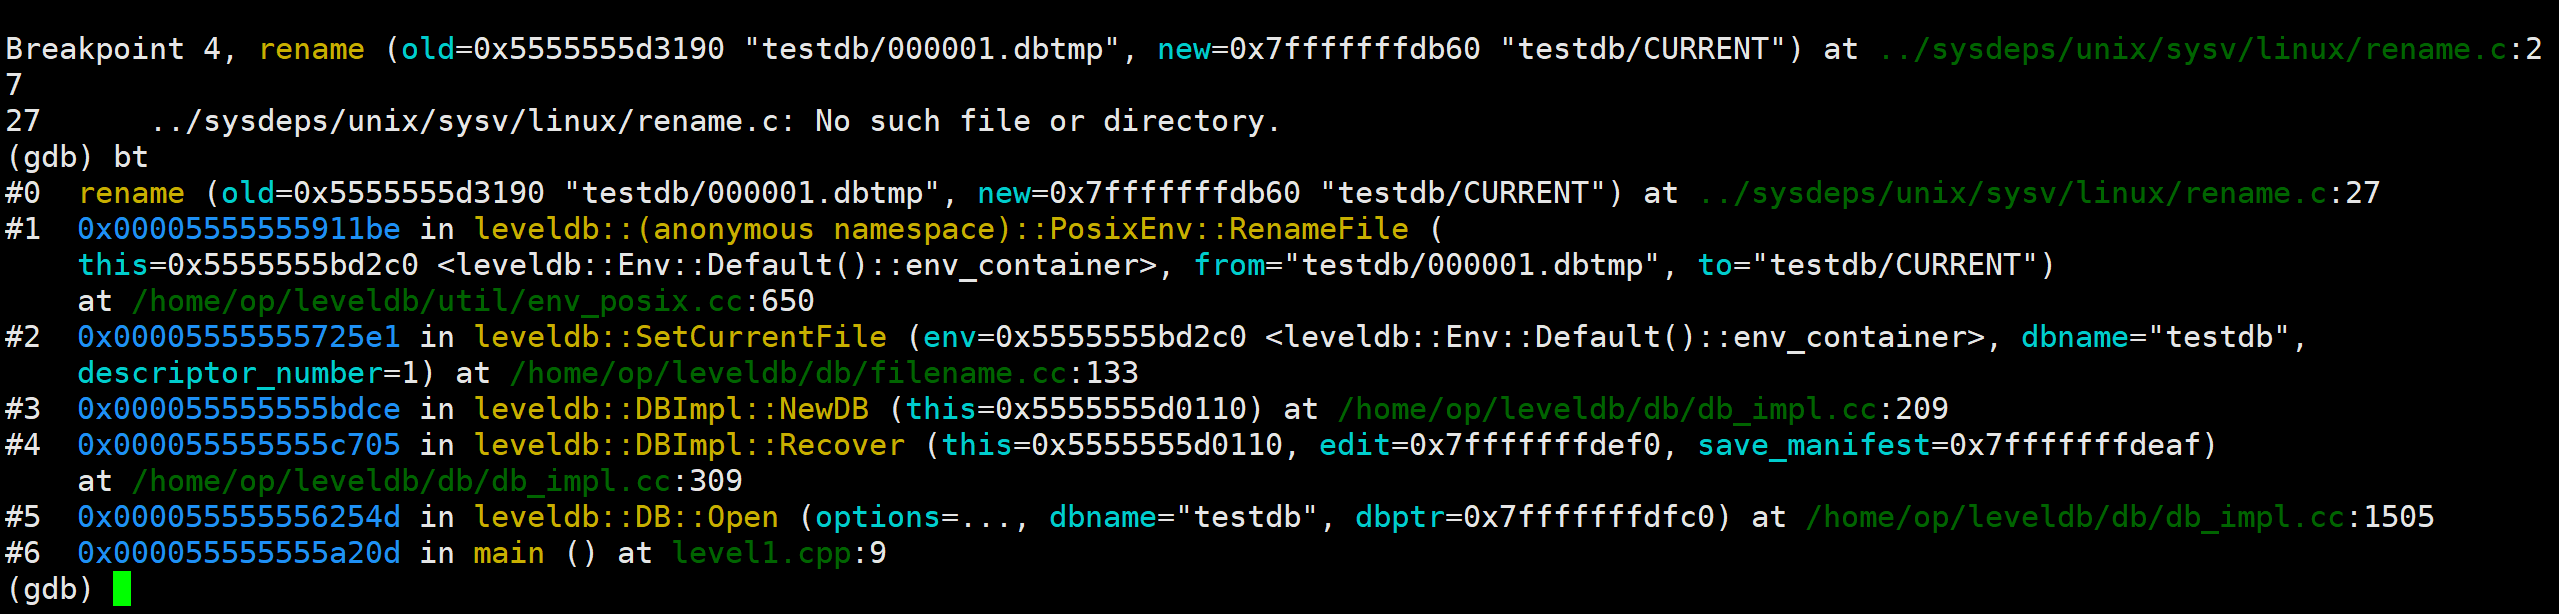 Breakpoint 4, rename (old=0x5555555d3190 "testdb/000001.dbtmp", new=0x7fffffffdb60 "testdb/CURRENT") at ../sysdeps/unix/sysv/linux/rename.c:2
7
27      ../sysdeps/unix/sysv/linux/rename.c: No such file or directory.
(gdb) bt
#0  rename (old=0x5555555d3190 "testdb/000001.dbtmp", new=0x7fffffffdb60 "testdb/CURRENT") at ../sysdeps/unix/sysv/linux/rename.c:27
#1  0x00005555555911be in leveldb::(anonymous namespace)::PosixEnv::RenameFile (
    this=0x5555555bd2c0 <leveldb::Env::Default()::env_container>, from="testdb/000001.dbtmp", to="testdb/CURRENT")
    at /home/op/leveldb/util/env_posix.cc:650
#2  0x00005555555725e1 in leveldb::SetCurrentFile (env=0x5555555bd2c0 <leveldb::Env::Default()::env_container>, dbname="testdb",
    descriptor_number=1) at /home/op/leveldb/db/filename.cc:133
#3  0x000055555555bdce in leveldb::DBImpl::NewDB (this=0x5555555d0110) at /home/op/leveldb/db/db_impl.cc:209
#4  0x000055555555c705 in leveldb::DBImpl::Recover (this=0x5555555d0110, edit=0x7fffffffdef0, save_manifest=0x7fffffffdeaf)
    at /home/op/leveldb/db/db_impl.cc:309
#5  0x000055555556254d in leveldb::DB::Open (options=..., dbname="testdb", dbptr=0x7fffffffdfc0) at /home/op/leveldb/db/db_impl.cc:1505
#6  0x000055555555a20d in main () at level1.cpp:9
(gdb)